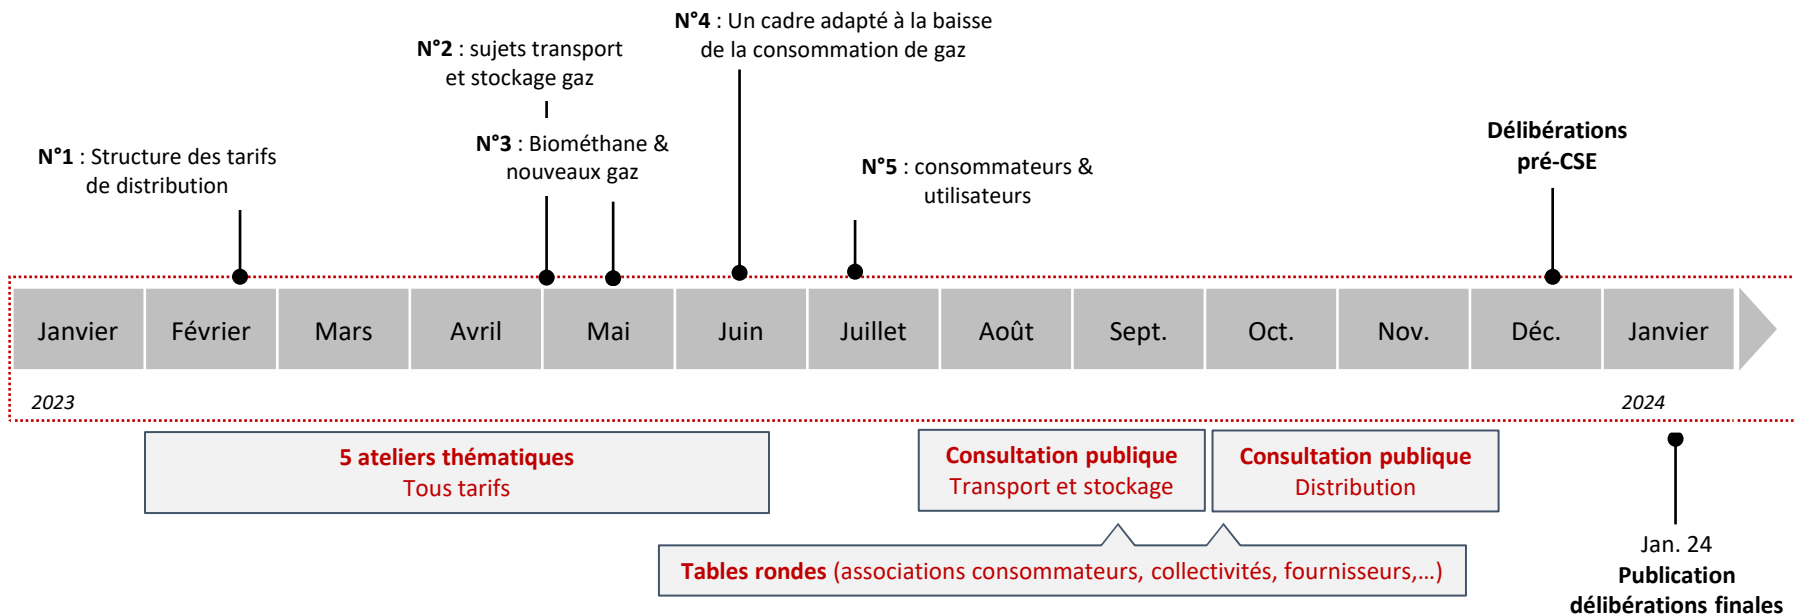 N°4 : Un cadre adapté à la baisse
de la consommation de gaz
N°2 : sujets transport
et stockage gaz
N°3 : Biométhane &
nouveaux gaz
N°1 : Structure des tarifs
de distribution
N°5 : consommateurs &
utilisateurs
Délibérations
pré-CSE
Janvier
Février
Mars
Avril
Mai
Juin
Juillet
Août
Sept.
Oct.
Nov.
Déc.
Janvier
2023
2024
5 ateliers thématiques
Tous tarifs
Consultation publique
Transport et stockage
Consultation publique
Distribution
Tables rondes (associations consommateurs, collectivités, fournisseurs,...)
Jan. 24
Publication
délibérations finales